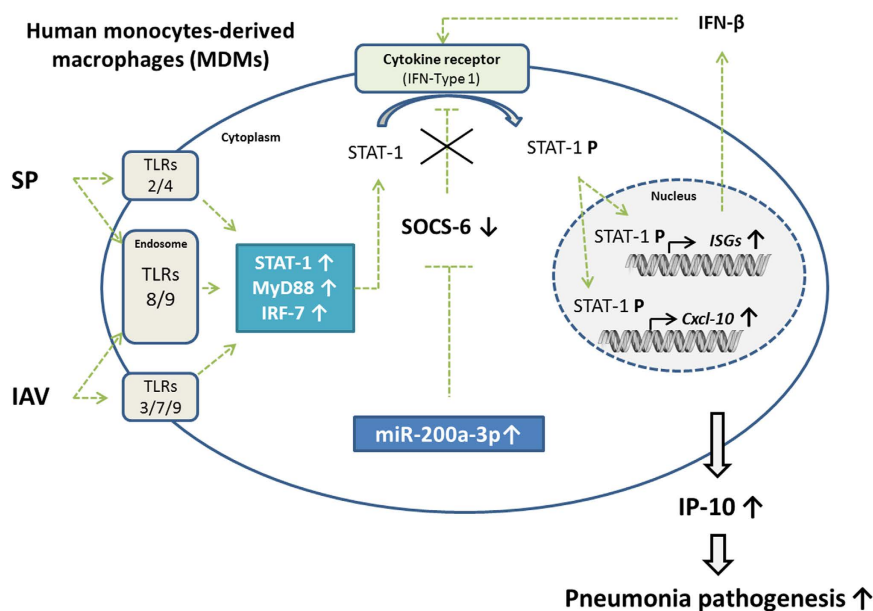 Human monocytes-derived
macrophages (MDMs)
IFN-β
Cytokine receptor
(IFN-Type 1)
Cytoplasm
STAT-1
STAT-1 P
SP
TLRs
2/4
Endosome
TLRs
8/9
IAV
TLRs
3/7/9
STAT-1 ↑
MyD88 ↑
IRF-7 ↑
SOCS-6 ↓
miR-200a-3p ↑
Nucleus
STAT-1 P
ISGs ↑
STAT-1 P
Cxcl-10 ↑
IP-10 ↑
Pneumonia pathogenesis ↑